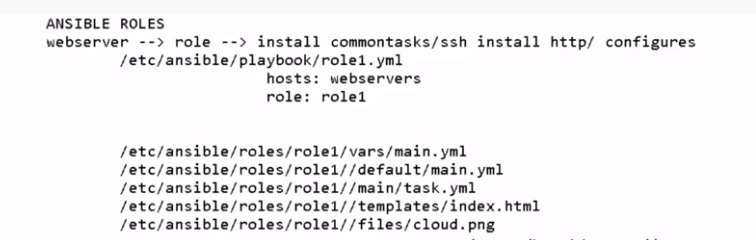 ANSIBLE ROLES
webserver --> role --> install commontasks/ssh install http/ configures
/etc/ansible/playbook/role1.yml
hosts: webservers
role: role1
/etc/ansible/roles/role1/vars/main.yml
/etc/ansible/roles/role1//default/main.yml
/etc/ansible/roles/role1//main/task.yml
/etc/ansible/roles/role1//templates/index.html
/etc/ansible/roles/role1//files/cloud.png